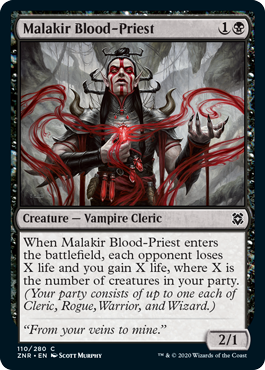 Malakir Blood-Priest 1
Creature — Vampire Cleric
When Malakir Blood-Priest enters
the battlefield, each opponent loses
X life and you gain X life, where X is
the number of creatures in your party.
(Your party consists of up to one each of
Cleric, Rogue, Warrior, and Wizard.)
“From your veins to mine.”
2/1
110/280 C
ZNR • EN Scott Murphy
™ & © 2020 Wizards of the Coast